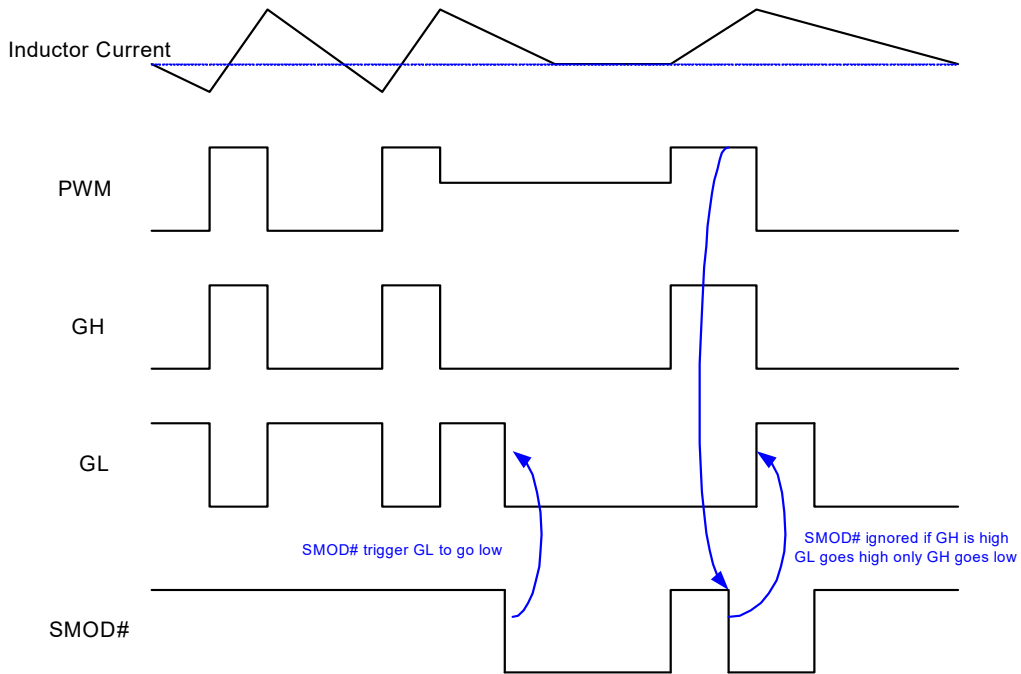 Inductor Current
PWM
GH
GL
SMOD# trigger GL to go low
SMOD# ignored if GH is high
GL goes high only GH goes low
SMOD#